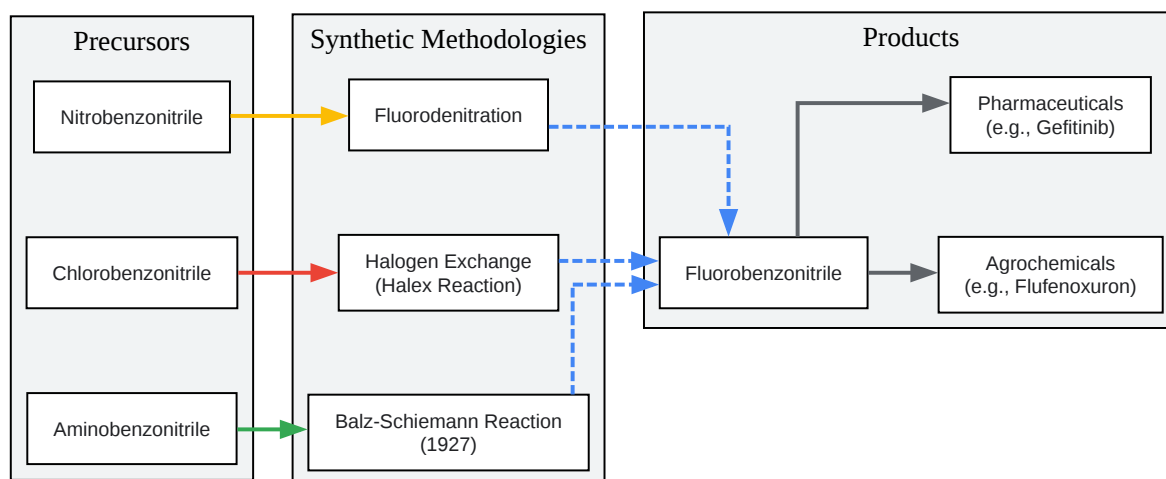 Precursors
Nitrobenzonitrile
Chlorobenzonitrile
Aminobenzonitrile
Synthetic Methodologies
Fluorodenitration
Halogen Exchange
(Halex Reaction)
Balz-Schiemann Reaction
(1927)
Products
Pharmaceuticals
(e.g., Gefitinib)
Fluorobenzonitrile
Agrochemicals
(e.g., Flufenoxuron)